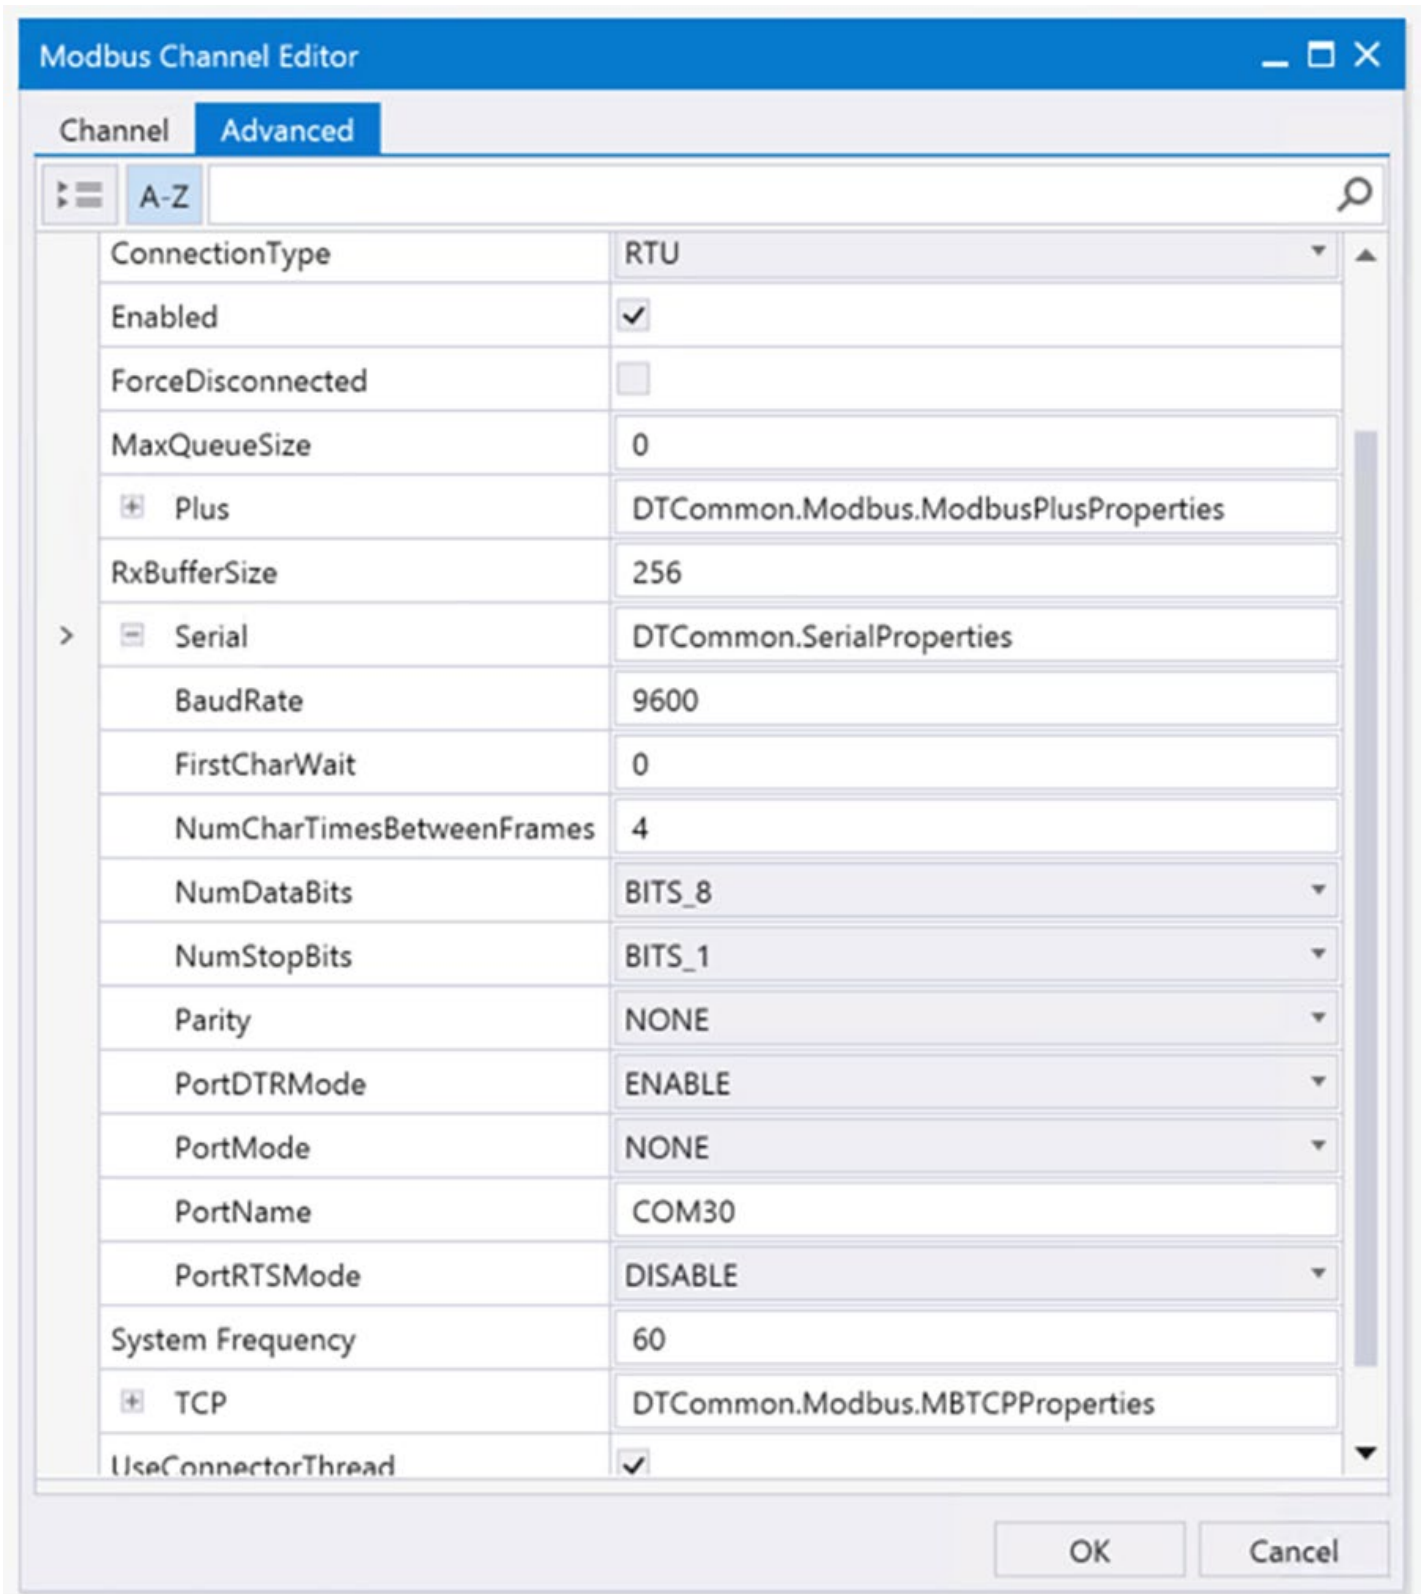 Modbus Channel Editor
Channel Advanced
A-Z
ConnectionType RTU
Enabled
ForceDisconnected
MaxQueueSize 0
Plus DTCommon.Modbus.ModbusPlusProperties
RxBufferSize 256
Serial DTCommon.SerialProperties
BaudRate 9600
FirstCharWait 0
NumCharTimesBetweenFrames 4
NumDataBits BITS_8
NumStopBits BITS_1
Parity NONE
PortDTRMode ENABLE
PortMode NONE
PortName COM30
PortRTSMode DISABLE
System Frequency 60
TCP DTCommon.Modbus.MBTCPProperties
UseConnectorThread
OK Cancel